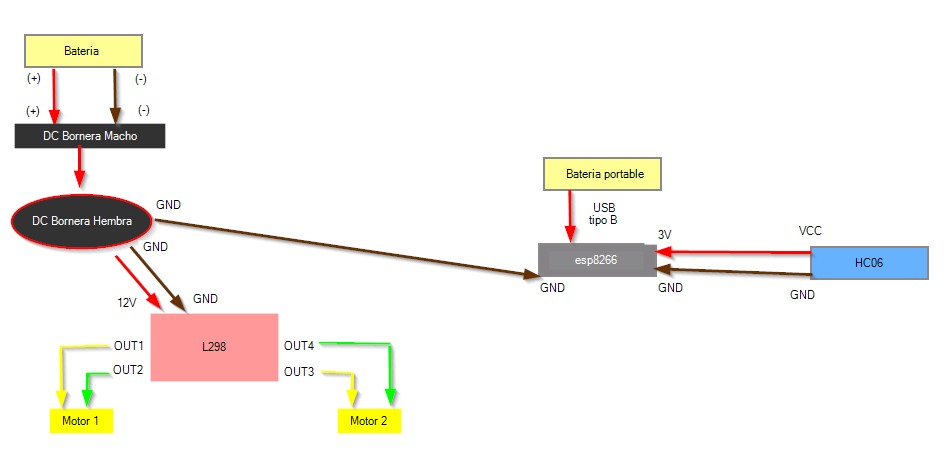 Bateria
(+)
(-)
(+)
(-)
DC Bornera Macho
DC Bornera Hembra
GND
GND
12V
GND
L298
OUT1
OUT2
OUT4
OUT3
Motor 1
Motor 2
Bateria portable
USB
tipo B
esp8266
GND
3V
GND
VCC
GND
HC06